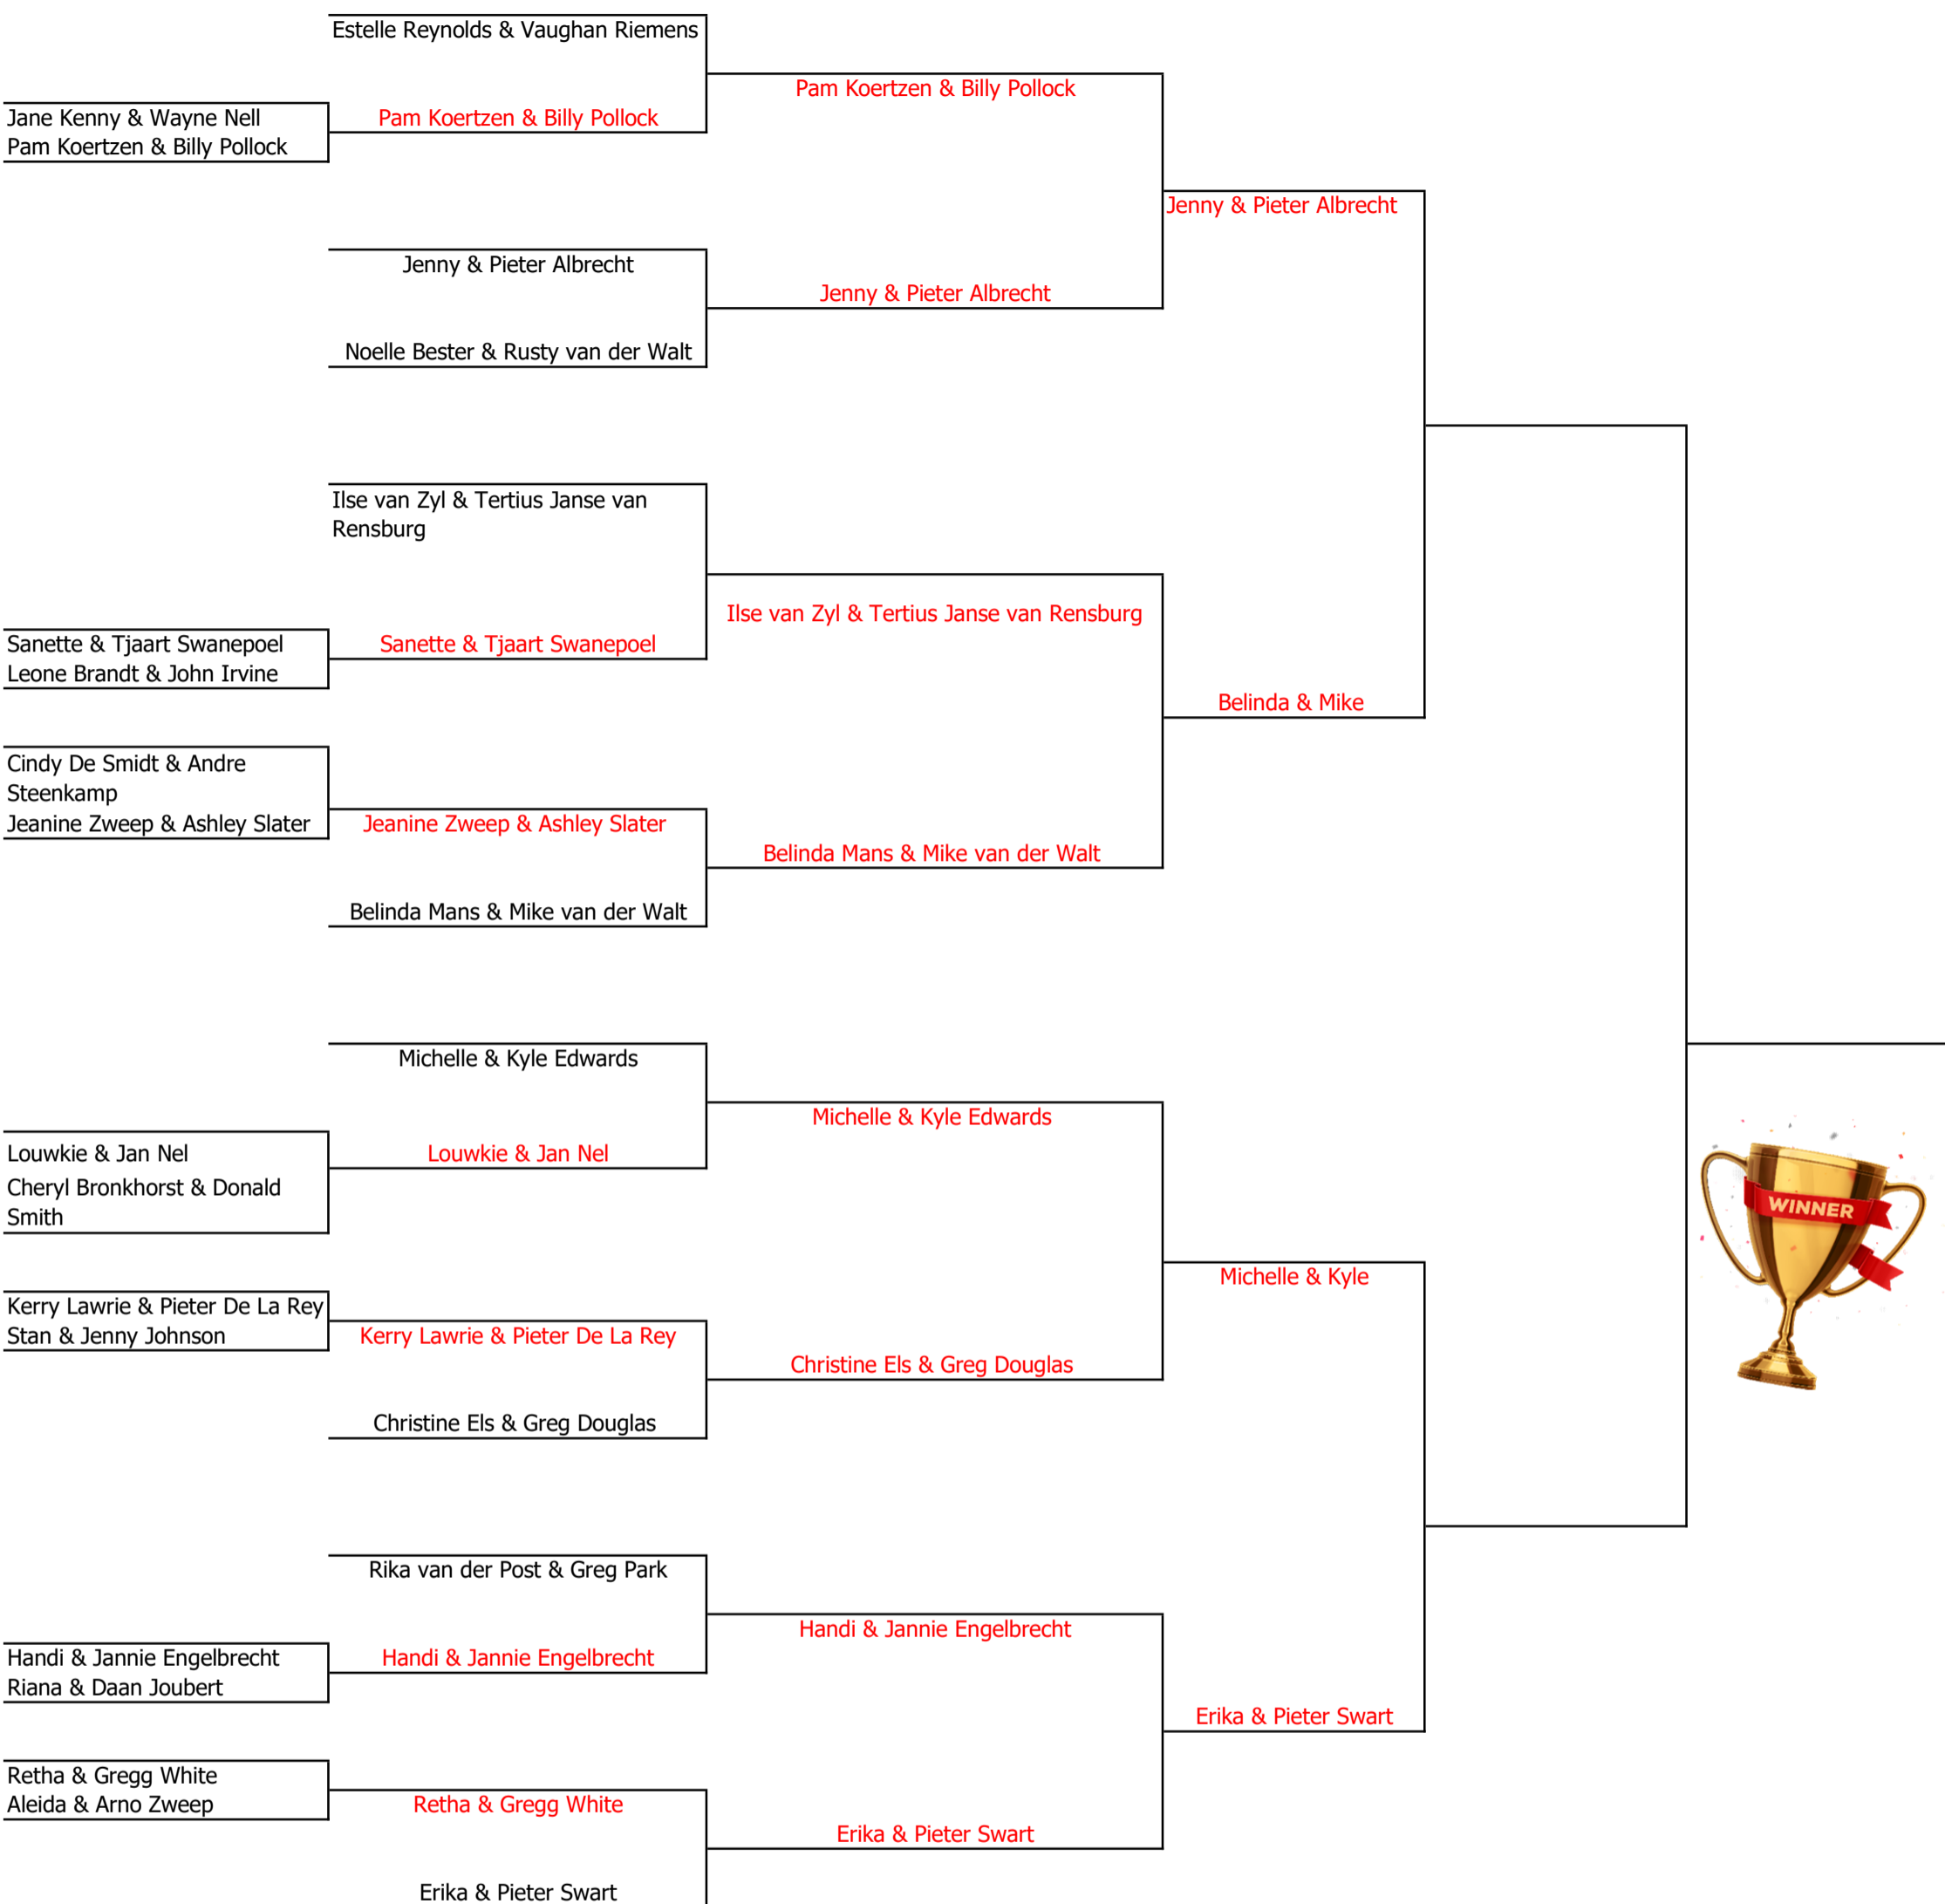 Estelle Reynolds & Vaughan Riemens
Pam Koertzen & Billy Pollock
Jane Kenny & Wayne Nell
Pam Koertzen & Billy Pollock
Pam Koertzen & Billy Pollock
Jenny & Pieter Albrecht
Jenny & Pieter Albrecht
Jenny & Pieter Albrecht
Noelle Bester & Rusty van der Walt
Ilse van Zyl & Tertius Janse van
Rensburg
Ilse van Zyl & Tertius Janse van Rensburg
Sanette & Tjaart Swanepoel
Sanette & Tjaart Swanepoel
Leone Brandt & John Irvine
Belinda & Mike
Cindy De Smidt & Andre
Steenkamp
Jeanine Zweep & Ashley Slater
Jeanine Zweep & Ashley Slater
Belinda Mans & Mike van der Walt
Belinda Mans & Mike van der Walt
Michelle & Kyle Edwards
Michelle & Kyle Edwards
Louwkie & Jan Nel
Louwkie & Jan Nel
Cheryl Bronkhorst & Donald
Smith
WINNER
Michelle & Kyle
Kerry Lawrie & Pieter De La Rey
Stan & Jenny Johnson
Kerry Lawrie & Pieter De La Rey
Christine Els & Greg Douglas
Christine Els & Greg Douglas
Rika van der Post & Greg Park
Handi & Jannie Engelbrecht
Handi & Jannie Engelbrecht
Handi & Jannie Engelbrecht
Riana & Daan Joubert
Erika & Pieter Swart
Retha & Gregg White
Aleida & Arno Zweep
Retha & Gregg White
Erika & Pieter Swart
Erika & Pieter Swart